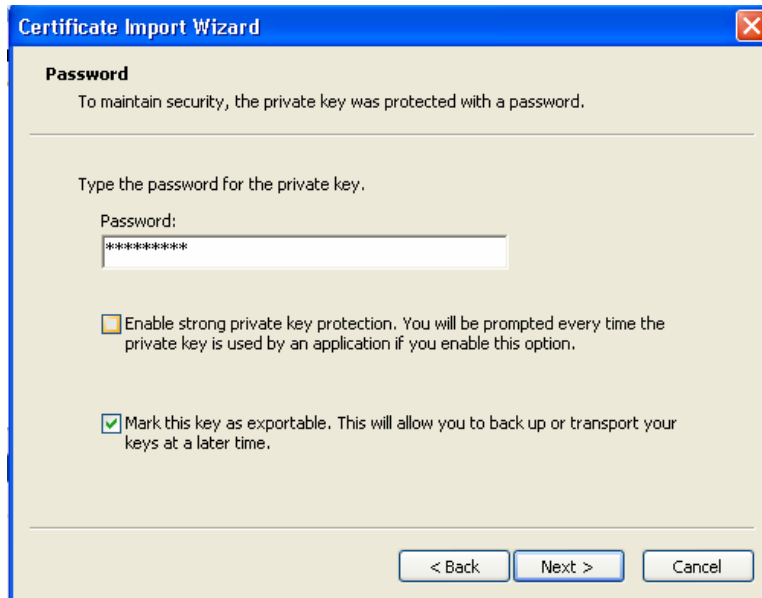 Certificate Import Wizard
Password
To maintain security, the private key was protected with a password.
Type the password for the private key.
Password:
*********
Enable strong private key protection. You will be prompted every time the
private key is used by an application if you enable this option.
Mark this key as exportable. This will allow you to back up or transport your
keys at a later time.
< Back Next > Cancel